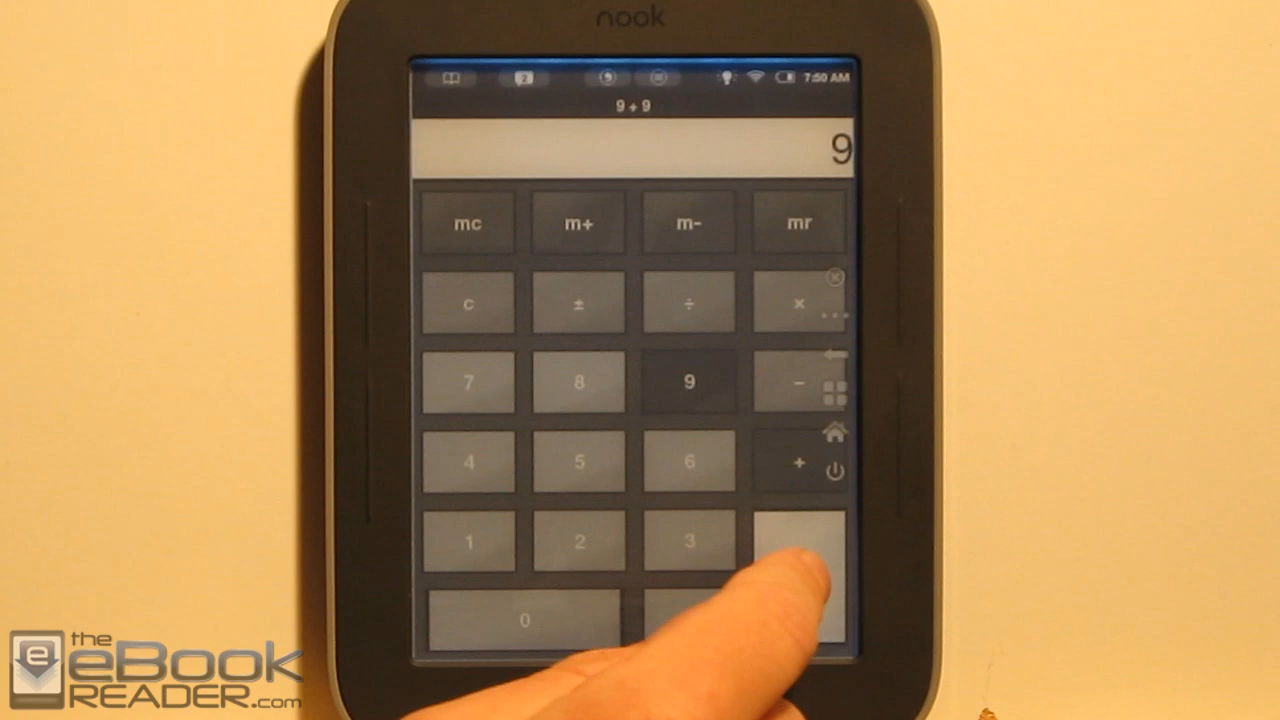 nook
2 7:50 AM
9 + 9
9
mc m+ m- mr
c ± ÷ ×
7 8 9 −
4 5 6 +
1 2 3
0
the
eBook
READER.com